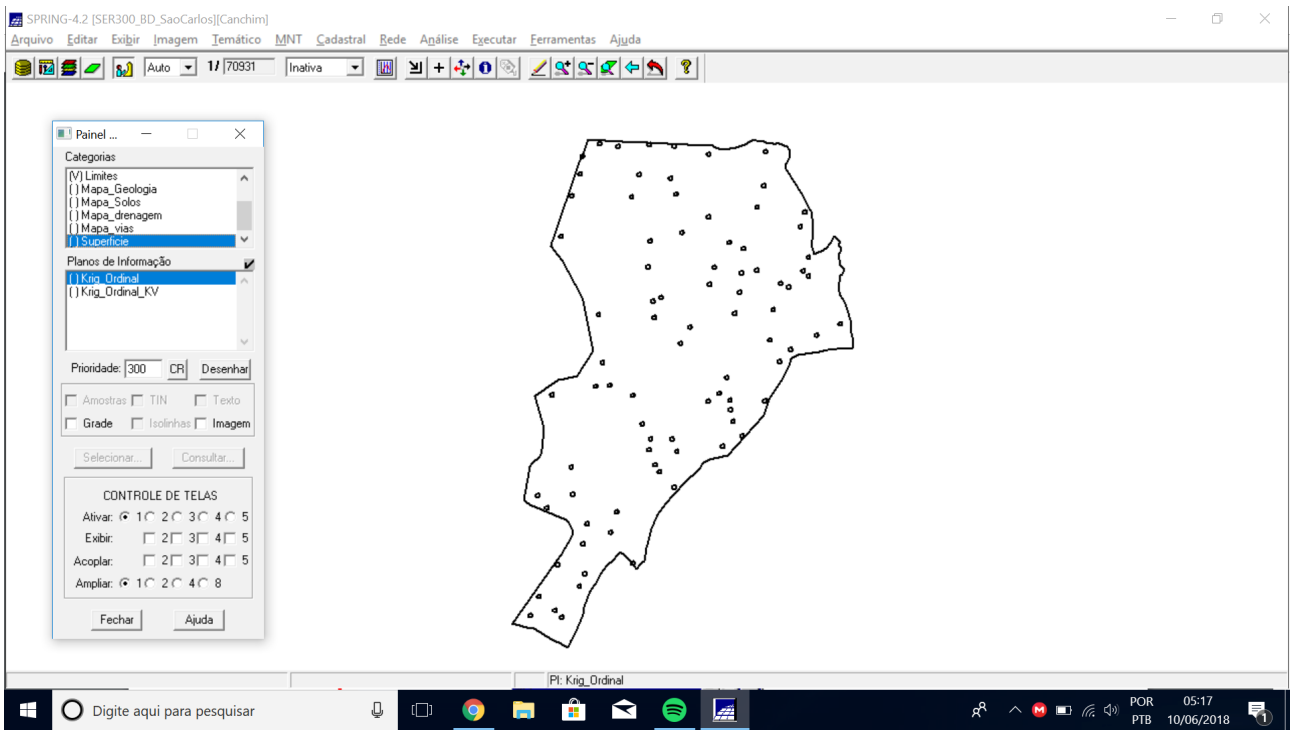 SPRING-4.2 [SER300_BD_SaoCarlos][Canchim]
Arquivo Editar Exibir Imagem Temático MNT Cadastral Rede Análise Executar Ferramentas Ajuda
Auto 1/ 70931 Inativa
Painel ...
Categorias
(V) Limites
( ) Mapa_Geologia
( ) Mapa_Solos
( ) Mapa_drenagem
( ) Mapa_vias
( ) Superficie
Planos de Informação
( ) Krig_Ordinal
( ) Krig_Ordinal_KV
Prioridade: 300 CR Desenhar
Amostras TIN Texto
Grade Isolinhas Imagem
Selecionar... Consultar...
CONTROLE DE TELAS
Ativar: 1 2 3 4 5
Exibir: 2 3 4 5
Acoplar: 2 3 4 5
Ampliar: 1 2 4 8
Fechar Ajuda
PI: Krig_Ordinal
Digite aqui para pesquisar
POR 05:17
PTB 10/06/2018
1